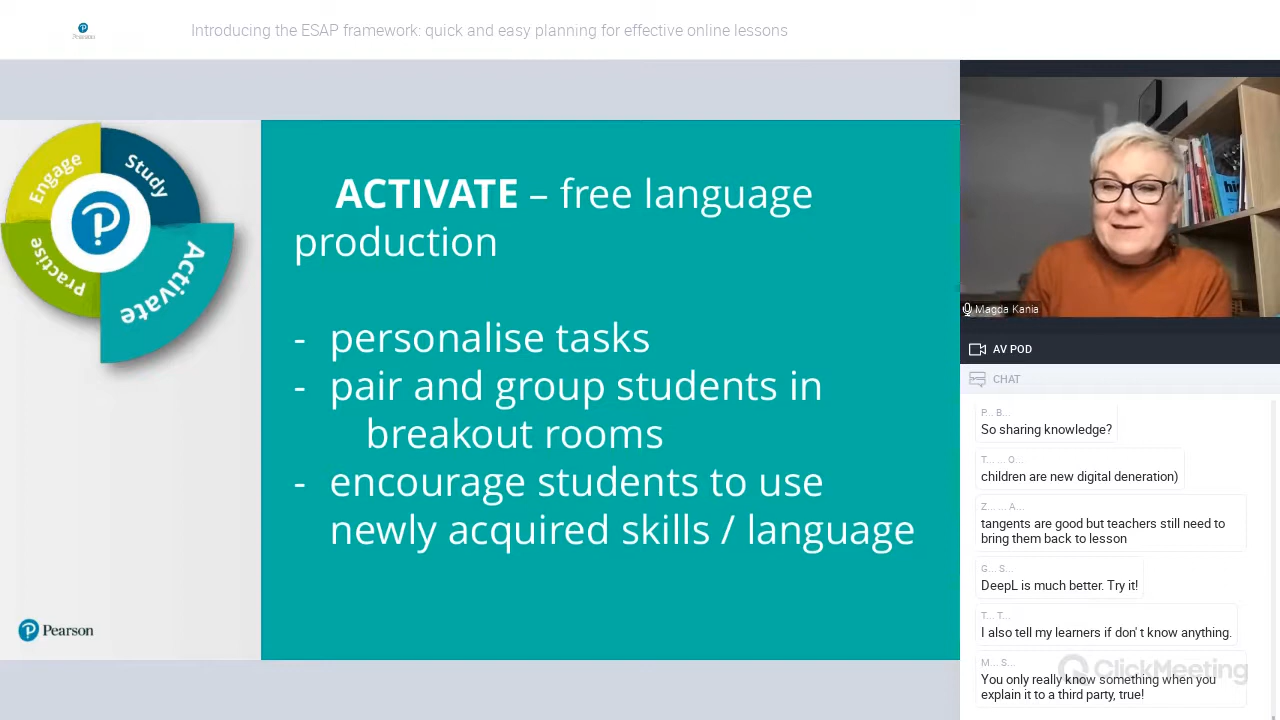 Pearson
Introducing the ESAP framework: quick and easy planning for effective online lessons
Engage
Study
Practise
Activate
ACTIVATE – free language
production
- personalise tasks
- pair and group students in
breakout rooms
- encourage students to use
newly acquired skills / language
Pearson
Magda Kania
AV POD
CHAT
P... B...
So sharing knowledge?
T... ... O...
children are new digital deneration)
Z... ... A...
tangents are good but teachers still need to
bring them back to lesson
G... S...
DeepL is much better. Try it!
T... T...
I also tell my learners if don' t know anything.
M... S...
You only really know something when you
explain it to a third party, true!
ClickMeeting